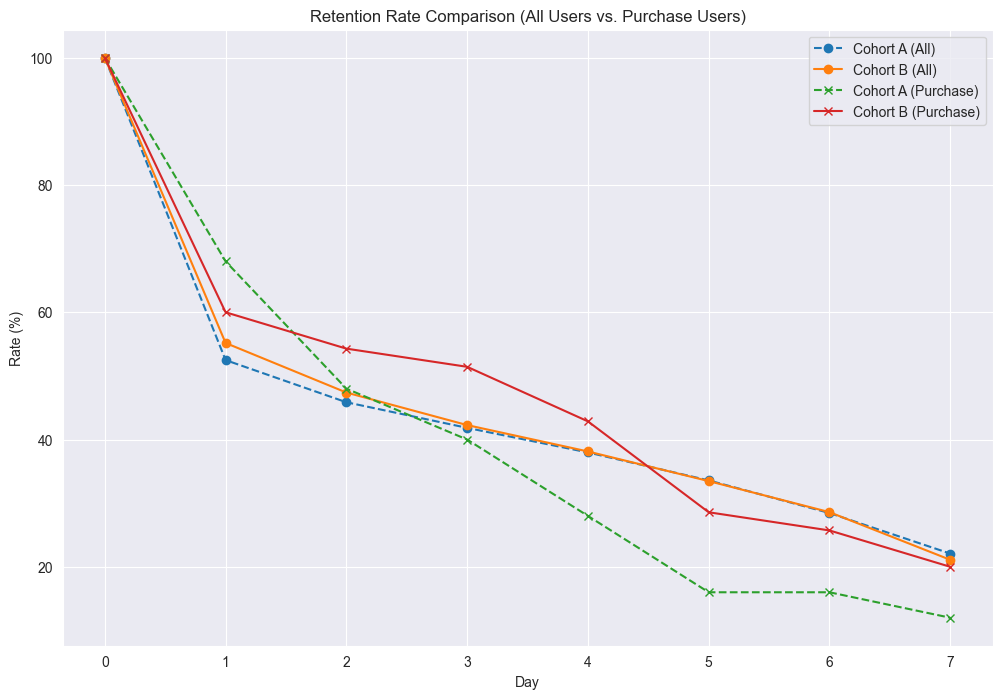 Retention Rate Comparison (All Users vs. Purchase Users)
Cohort A (All)
Cohort B (All)
Cohort A (Purchase)
Cohort B (Purchase)
Rate (%)
100
80
60
40
20
0 1 2 3 4 5 6 7
Day